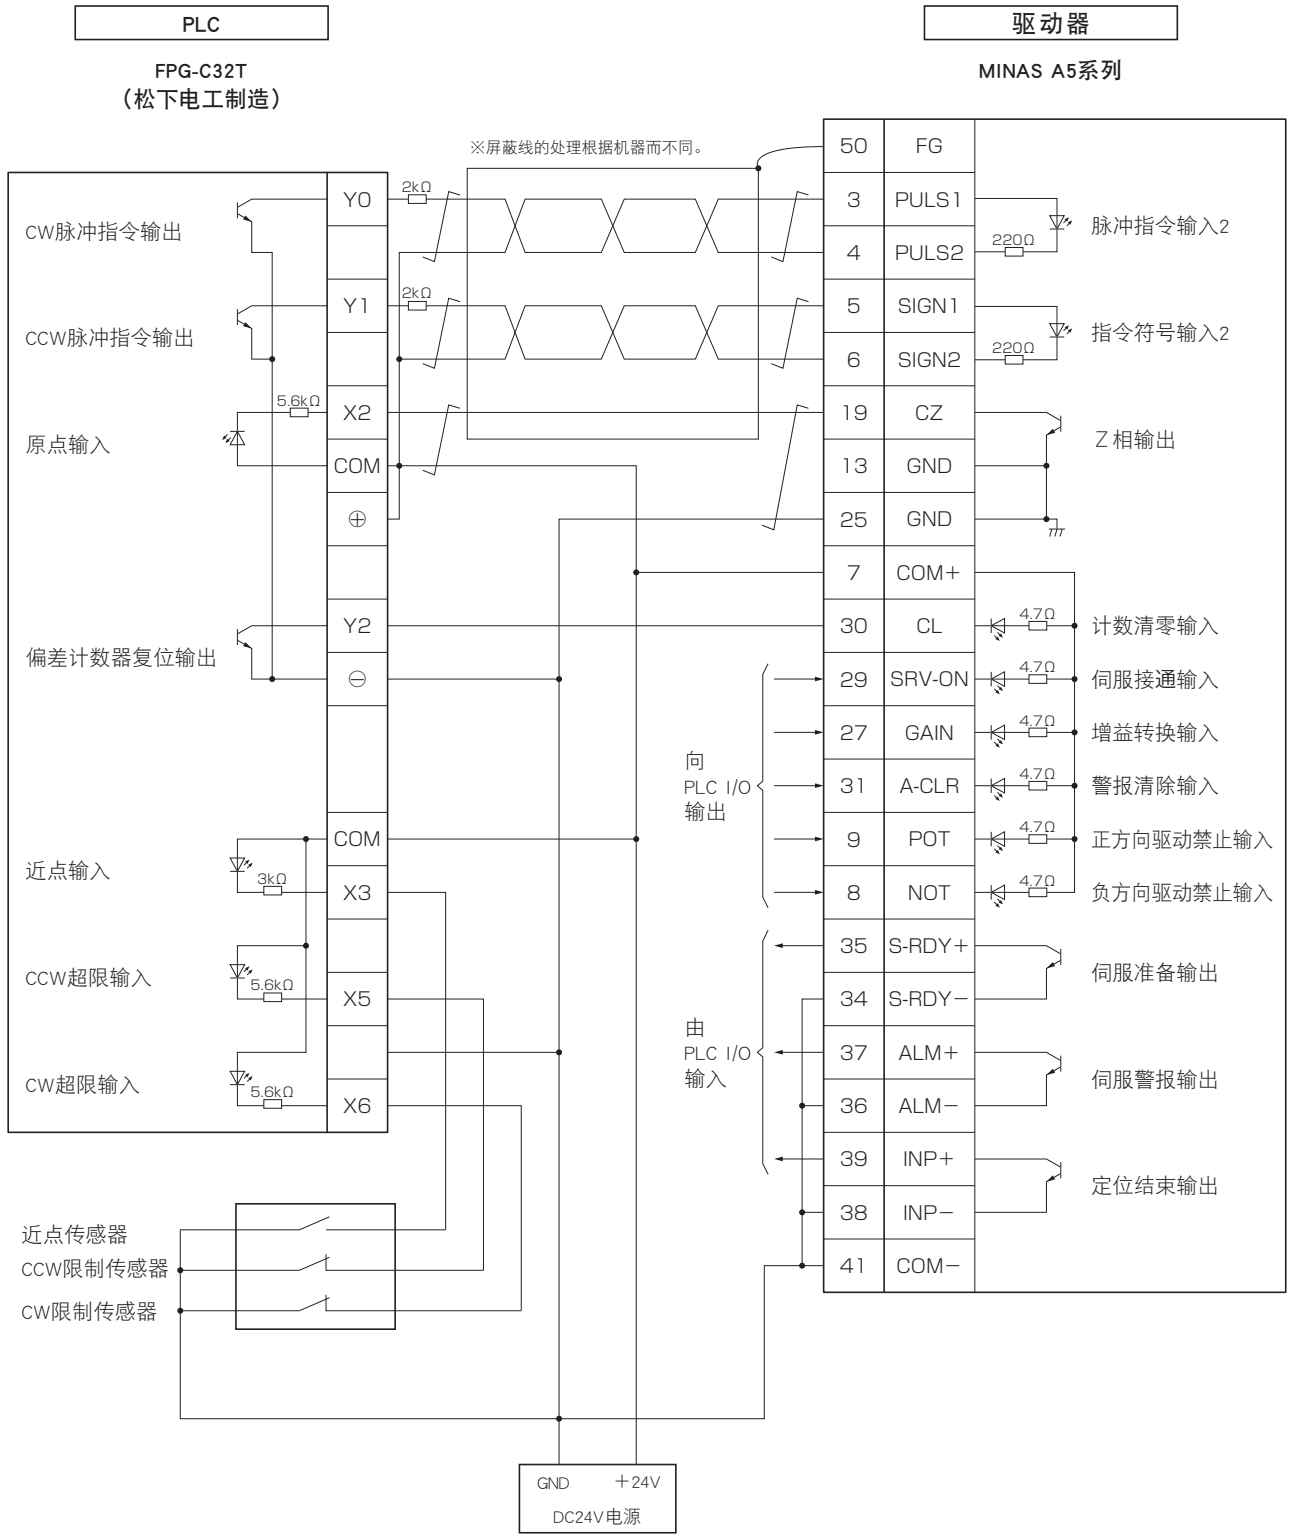 PLC
驱动器
FPG-C32T
（松下电工制造）
MINAS A5系列
※屏蔽线的处理根据机器而不同。
50 FG
Y0 2kΩ
3 PULS1
CW脉冲指令输出
脉冲指令输入2
4 PULS2 220Ω
Y1 2kΩ
5 SIGN1
CCW脉冲指令输出
指令符号输入2
6 SIGN2 220Ω
5.6kΩ X2
19 CZ
原点输入
Z 相输出
COM
13 GND
⊕
25 GND
7 COM+
Y2
30 CL 4.7Ω 计数清零输入
偏差计数器复位输出
⊖
29 SRV-ON 4.7Ω 伺服接通输入
27 GAIN 4.7Ω 增益转换输入
向
PLC I/O
输出
31 A-CLR 4.7Ω 警报清除输入
COM
9 POT 4.7Ω 正方向驱动禁止输入
近点输入
3kΩ X3
8 NOT 4.7Ω 负方向驱动禁止输入
35 S-RDY+
CCW超限输入
伺服准备输出
5.6kΩ X5
34 S-RDY−
由
PLC I/O
输入
37 ALM+
CW超限输入
伺服警报输出
5.6kΩ X6
36 ALM−
39 INP+
定位结束输出
38 INP−
近点传感器
41 COM−
CCW限制传感器
CW限制传感器
GND +24V
DC24V电源